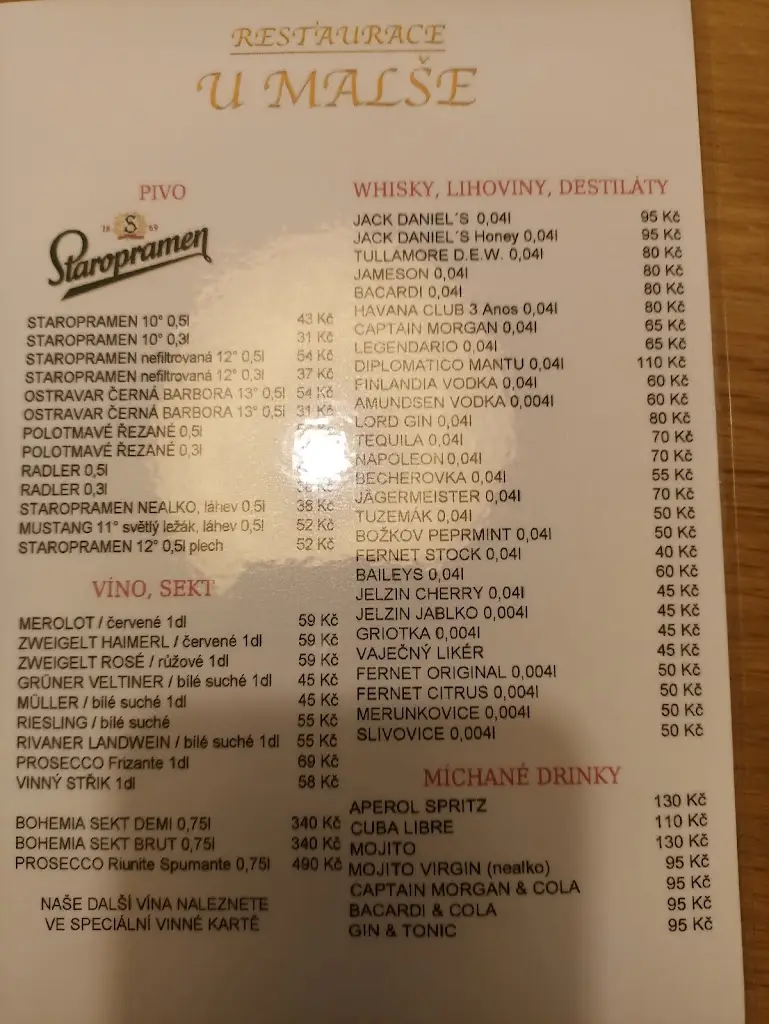 RESTAURACE
U MALŠE
PIVO
18 S 69
Staropramen
STAROPRAMEN 10° 0,5l 43 Kč
STAROPRAMEN 10° 0,3l 31 Kč
STAROPRAMEN nefiltrovaná 12° 0,5l 54 Kč
STAROPRAMEN nefiltrovaná 12° 0,3l 37 Kč
OSTRAVAR ČERNÁ BARBORA 13° 0,5l 54 Kč
OSTRAVAR ČERNÁ BARBORA 13° 0,5l 31 Kč
POLOTMAVÉ ŘEZANÉ 0,5l
POLOTMAVÉ ŘEZANÉ 0,3l
RADLER 0,5l
RADLER 0,3l
STAROPRAMEN NEALKO, láhev 0,5l 38 Kč
MUSTANG 11° světlý ležák, láhev 0,5l 52 Kč
STAROPRAMEN 12° 0,5l plech 52 Kč
VÍNO, SEKT
MEROLOT / červené 1dl 59 Kč
ZWEIGELT HAIMERL / červené 1dl 59 Kč
ZWEIGELT ROSÉ / růžové 1dl 59 Kč
GRÜNER VELTINER / bílé suché 1dl 45 Kč
MÜLLER / bílé suché 1dl 45 Kč
RIESLING / bílé suché 55 Kč
RIVANER LANDWEIN / bílé suché 1dl 55 Kč
PROSECCO Frizante 1dl 69 Kč
VINNÝ STŘIK 1dl 58 Kč
BOHEMIA SEKT DEMI 0,75l 340 Kč
BOHEMIA SEKT BRUT 0,75l 340 Kč
PROSECCO Riunite Spumante 0,75l 490 Kč
NAŠE DALŠÍ VÍNA NALEZNETE
VE SPECIÁLNÍ VINNÉ KARTĚ
WHISKY, LIHOVINY, DESTILÁTY
JACK DANIEL´S 0,04l 95 Kč
JACK DANIEL´S Honey 0,04l 95 Kč
TULLAMORE D.E.W. 0,04l 80 Kč
JAMESON 0,04l 80 Kč
BACARDI 0,04l 80 Kč
HAVANA CLUB 3 Anos 0,04l 80 Kč
CAPTAIN MORGAN 0,04l 65 Kč
LEGENDARIO 0,04l 65 Kč
DIPLOMATICO MANTU 0,04l 110 Kč
FINLANDIA VODKA 0,04l 60 Kč
AMUNDSEN VODKA 0,004l 60 Kč
LORD GIN 0,04l 80 Kč
TEQUILA 0,04l 70 Kč
NAPOLEON 0,04l 70 Kč
BECHEROVKA 0,04l 55 Kč
JÄGERMEISTER 0,04l 70 Kč
TUZEMÁK 0,04l 50 Kč
BOŽKOV PEPRMINT 0,04l 50 Kč
FERNET STOCK 0,04l 40 Kč
BAILEYS 0,04l 60 Kč
JELZIN CHERRY 0,04l 45 Kč
JELZIN JABLKO 0,004l 45 Kč
GRIOTKA 0,004l 45 Kč
VAJEČNÝ LIKÉR 45 Kč
FERNET ORIGINAL 0,004l 50 Kč
FERNET CITRUS 0,004l 50 Kč
MERUNKOVICE 0,004l 50 Kč
SLIVOVICE 0,004l 50 Kč
MÍCHANÉ DRINKY
APEROL SPRITZ 130 Kč
CUBA LIBRE 110 Kč
MOJITO 130 Kč
MOJITO VIRGIN (nealko) 95 Kč
CAPTAIN MORGAN & COLA 95 Kč
BACARDI & COLA 95 Kč
GIN & TONIC 95 Kč